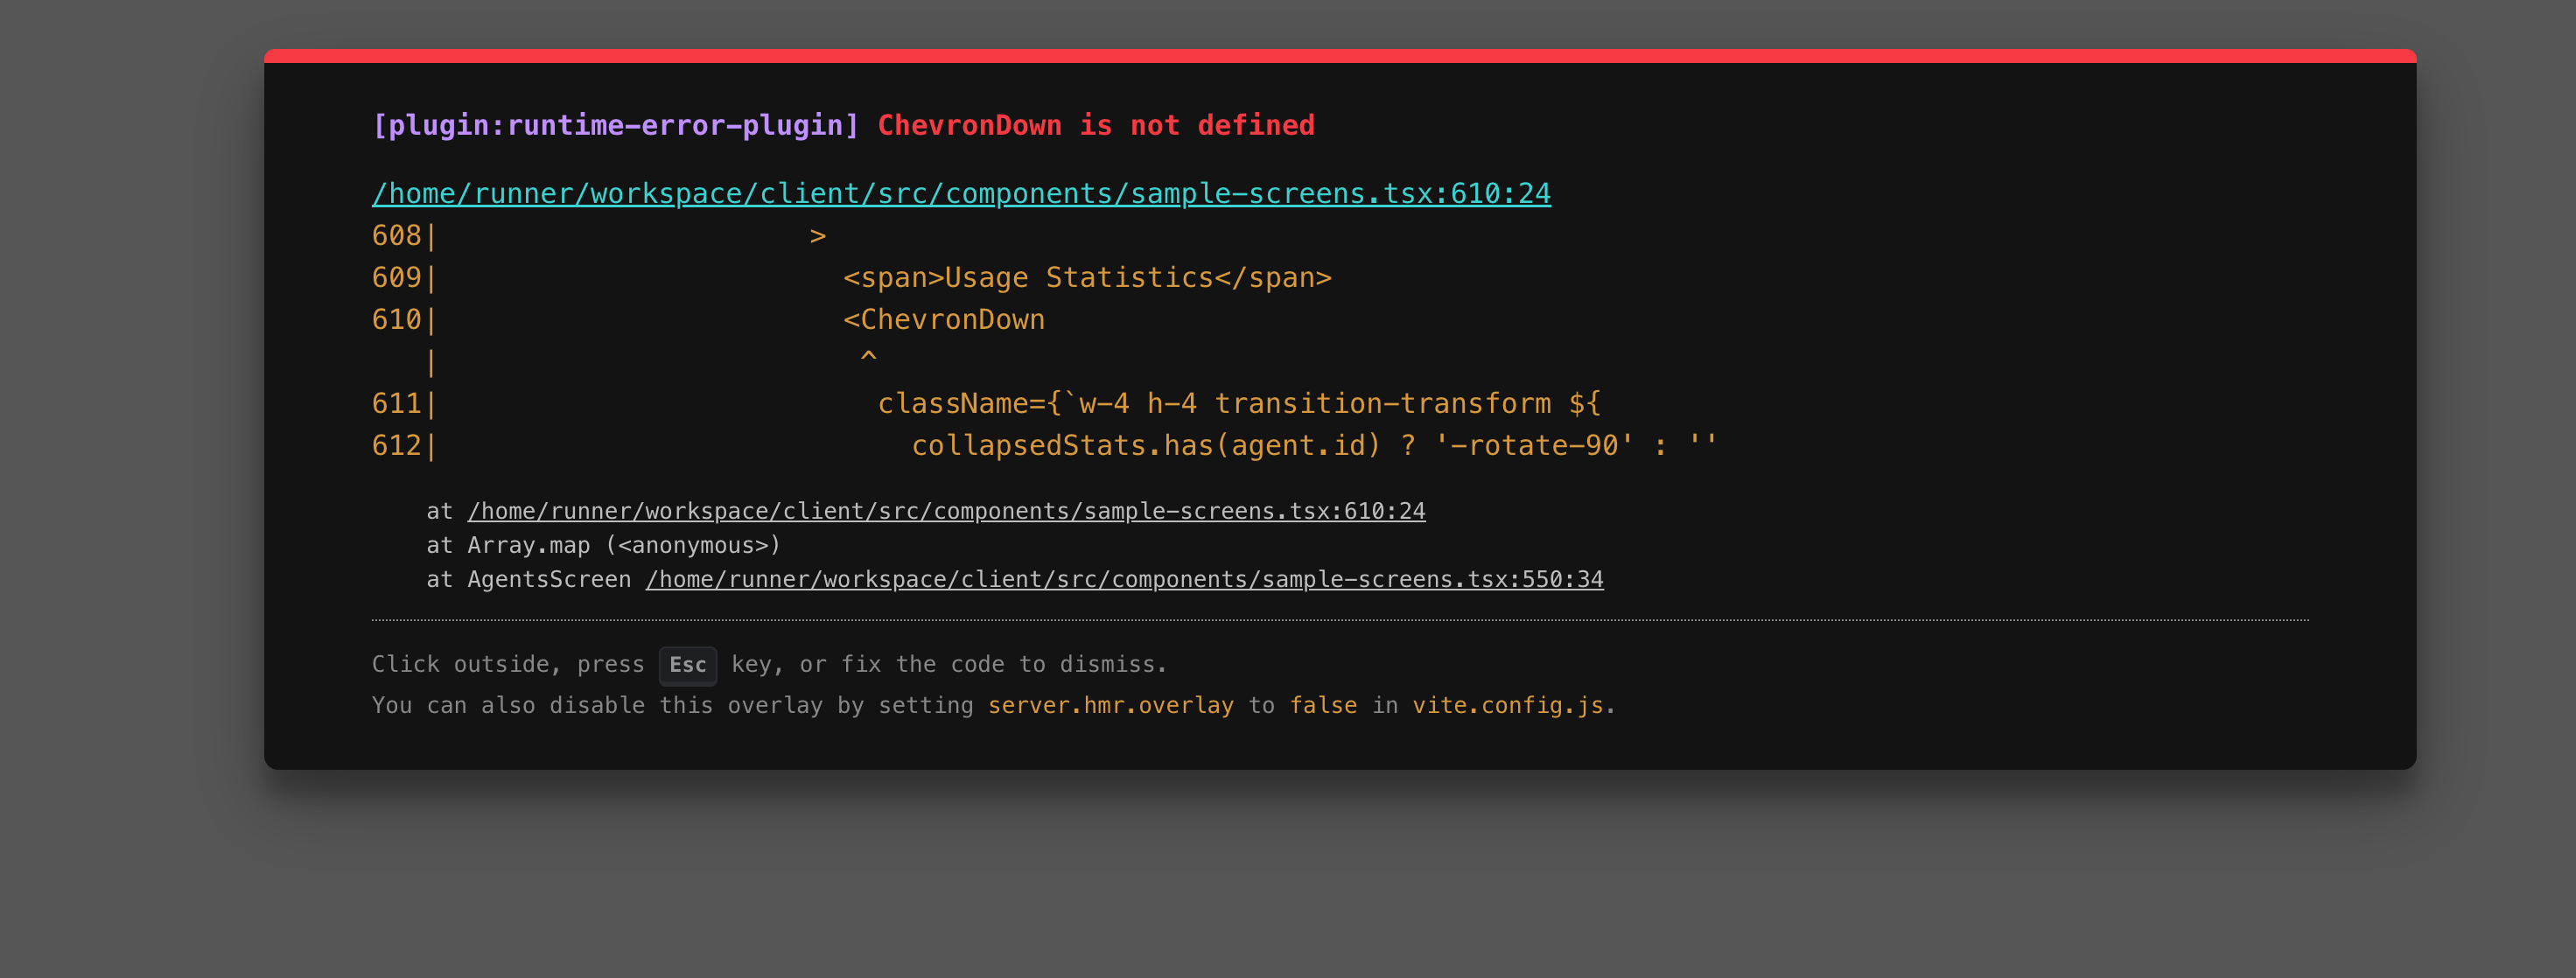 [plugin:runtime-error-plugin] ChevronDown is not defined
/home/runner/workspace/client/src/components/sample-screens.tsx:610:24
608|                      >
609|                        <span>Usage Statistics</span>
610|                        <ChevronDown
   |                         ^
611|                          className={`w-4 h-4 transition-transform ${
612|                            collapsedStats.has(agent.id) ? '-rotate-90' : ''
at /home/runner/workspace/client/src/components/sample-screens.tsx:610:24
at Array.map (<anonymous>)
at AgentsScreen /home/runner/workspace/client/src/components/sample-screens.tsx:550:34
Click outside, press Esc key, or fix the code to dismiss.
You can also disable this overlay by setting server.hmr.overlay to false in vite.config.js.